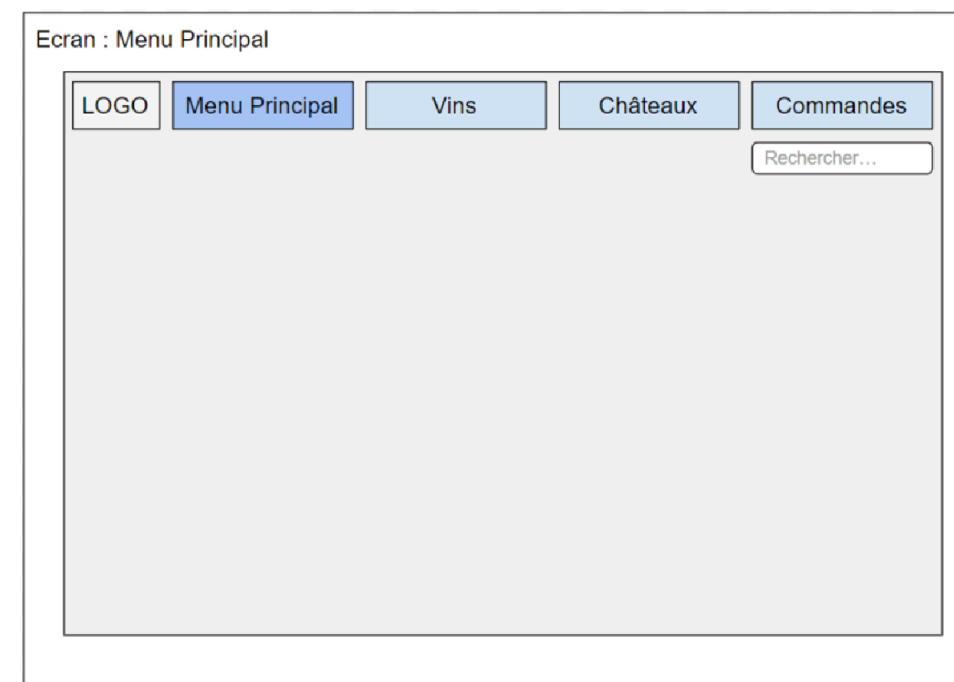 Ecran : Menu Principal
LOGO Menu Principal Vins Châteaux Commandes
Rechercher...